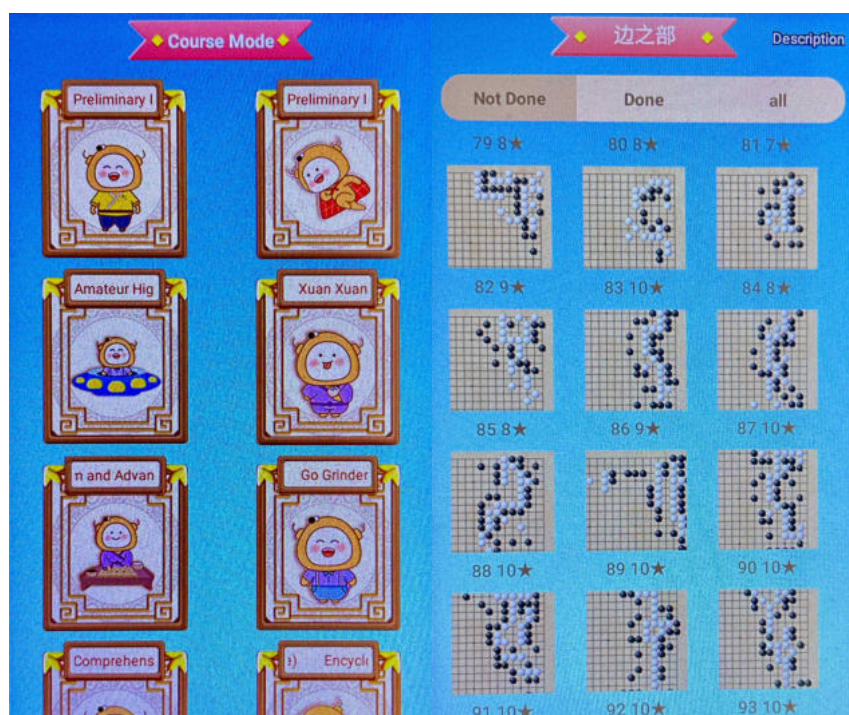 Course Mode
Preliminary I
Preliminary I
Amateur Hig
Xuan Xuan
n and Advan
Go Grinder
Comprehens
e)
Encycl
边之部
Description
Not Done
Done
all
79 8★
80 8★
81 7★
82 9★
83 10★
84 8★
85 8★
86 9★
87 10★
88 10★
89 10★
90 10★
91 10★
92 10★
93 10★